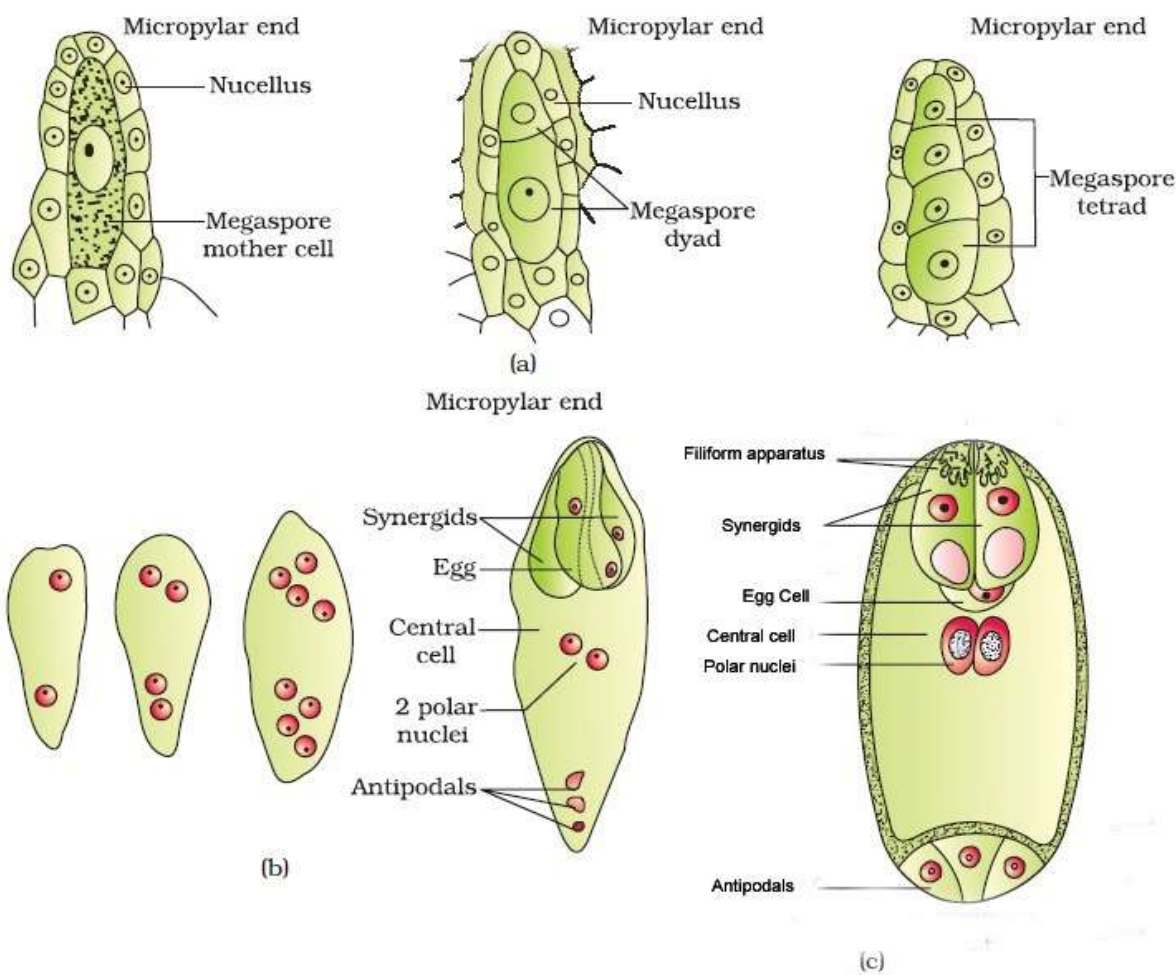 Micropylar end
Nucellus
Megaspore
mother cell
Micropylar end
Nucellus
Megaspore
dyad
Micropylar end
Megaspore
tetrad
(a)
Micropylar end
Synergids
Egg
Central
cell
2 polar
nuclei
Antipodals
(b)
Filiform apparatus
Synergids
Egg Cell
Central cell
Polar nuclei
Antipodals
(c)